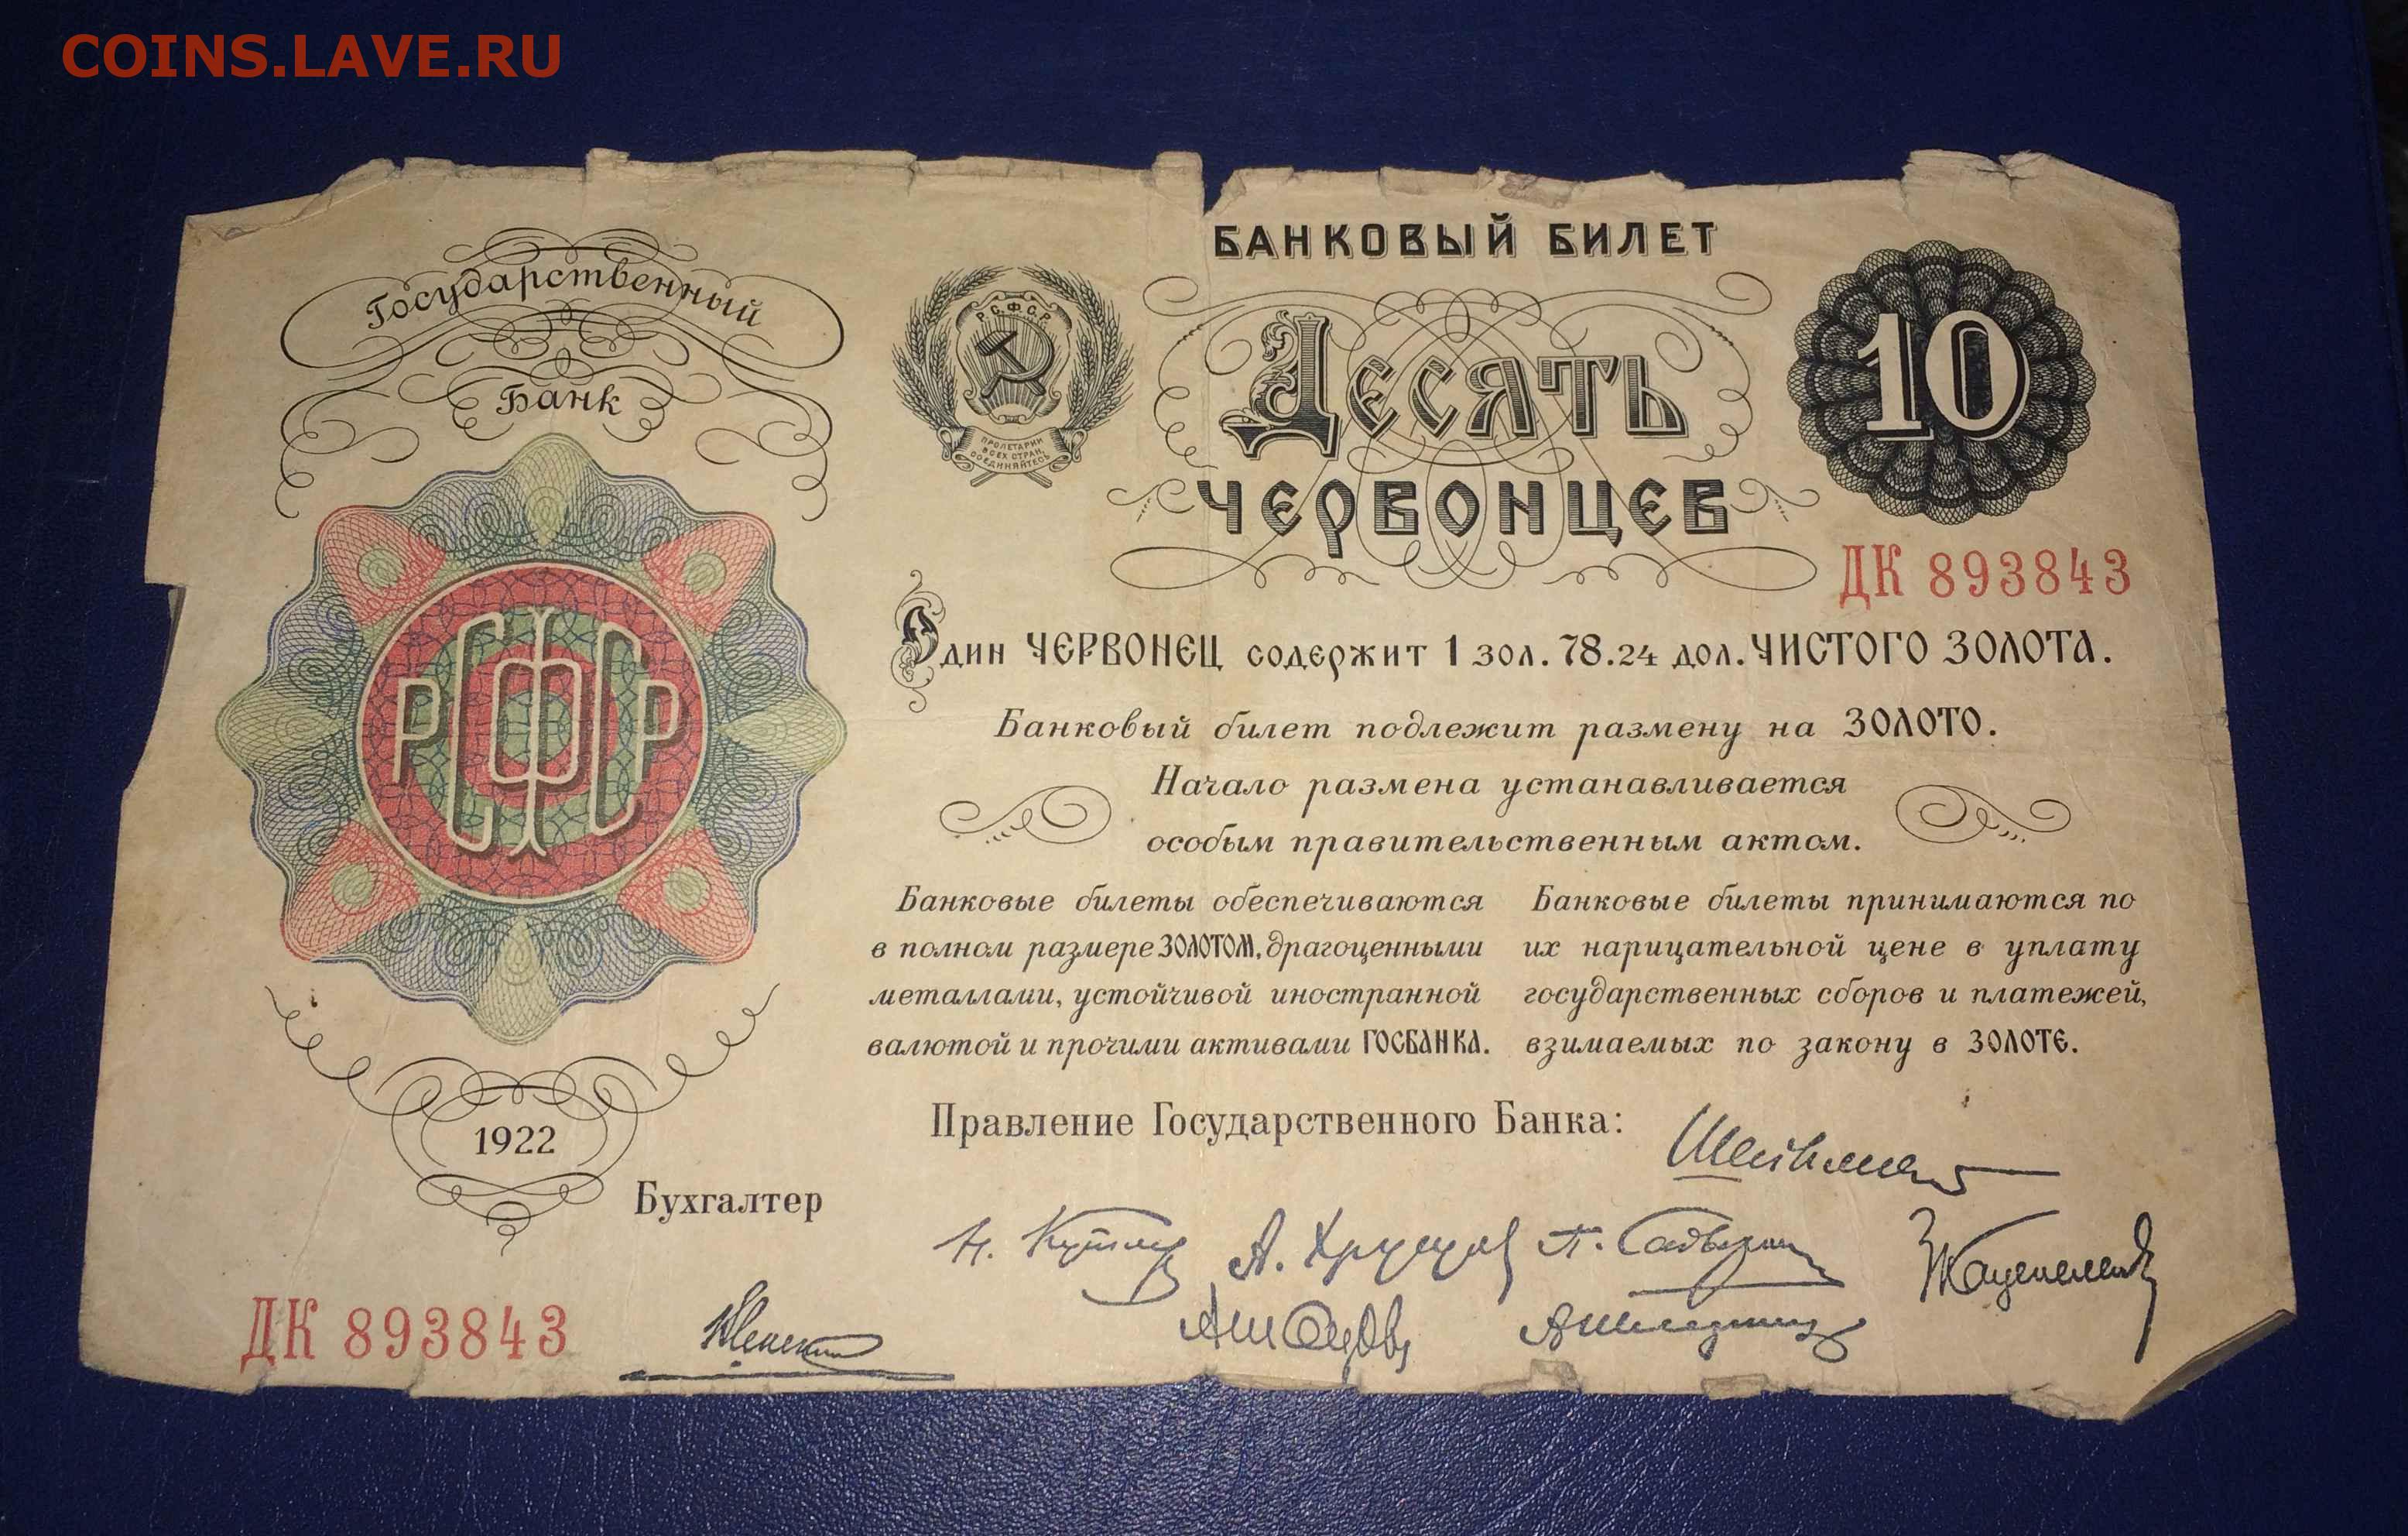 COINS.LAVE.RU
Государственный
Банк
РСФСР
1922
Бухгалтер
ДК 893843
БАНКОВЫЙ БИЛЕТ
Р.С.Ф.С.Р.
ПРОЛЕТАРИИ
ВСЕХ СТРАН,
СОЕДИНЯЙТЕСЬ
ДЕСЯТЬ
ЧЕРВОНЦЕВ
10
ДК 893843
Один ЧЕРВОНЕЦ содержит 1 зол. 78.24 дол. ЧИСТОГО ЗОЛОТА.
Банковый билет подлежит размену на ЗОЛОТО.
Начало размена устанавливается
особым правительственным актом.
Банковые билеты обеспечиваются
в полном размере ЗОЛОТОМ, драгоценными
металлами, устойчивой иностранной
валютой и прочими активами ГОСБАНКА.
Банковые билеты принимаются по
их нарицательной цене в уплату
государственных сборов и платежей,
взимаемых по закону в ЗОЛОТЕ.
Правление Государственного Банка: